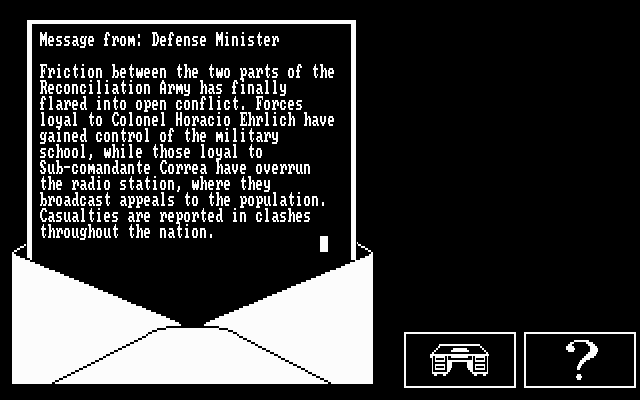 Message from: Defense Minister
Friction between the two parts of the
Reconciliation Army has finally
flared into open conflict. Forces
loyal to Colonel Horacio Ehrlich have
gained control of the military
school, while those loyal to
Sub-comandante Correa have overrun
the radio station, where they
broadcast appeals to the population.
Casualties are reported in clashes
throughout the nation.
?